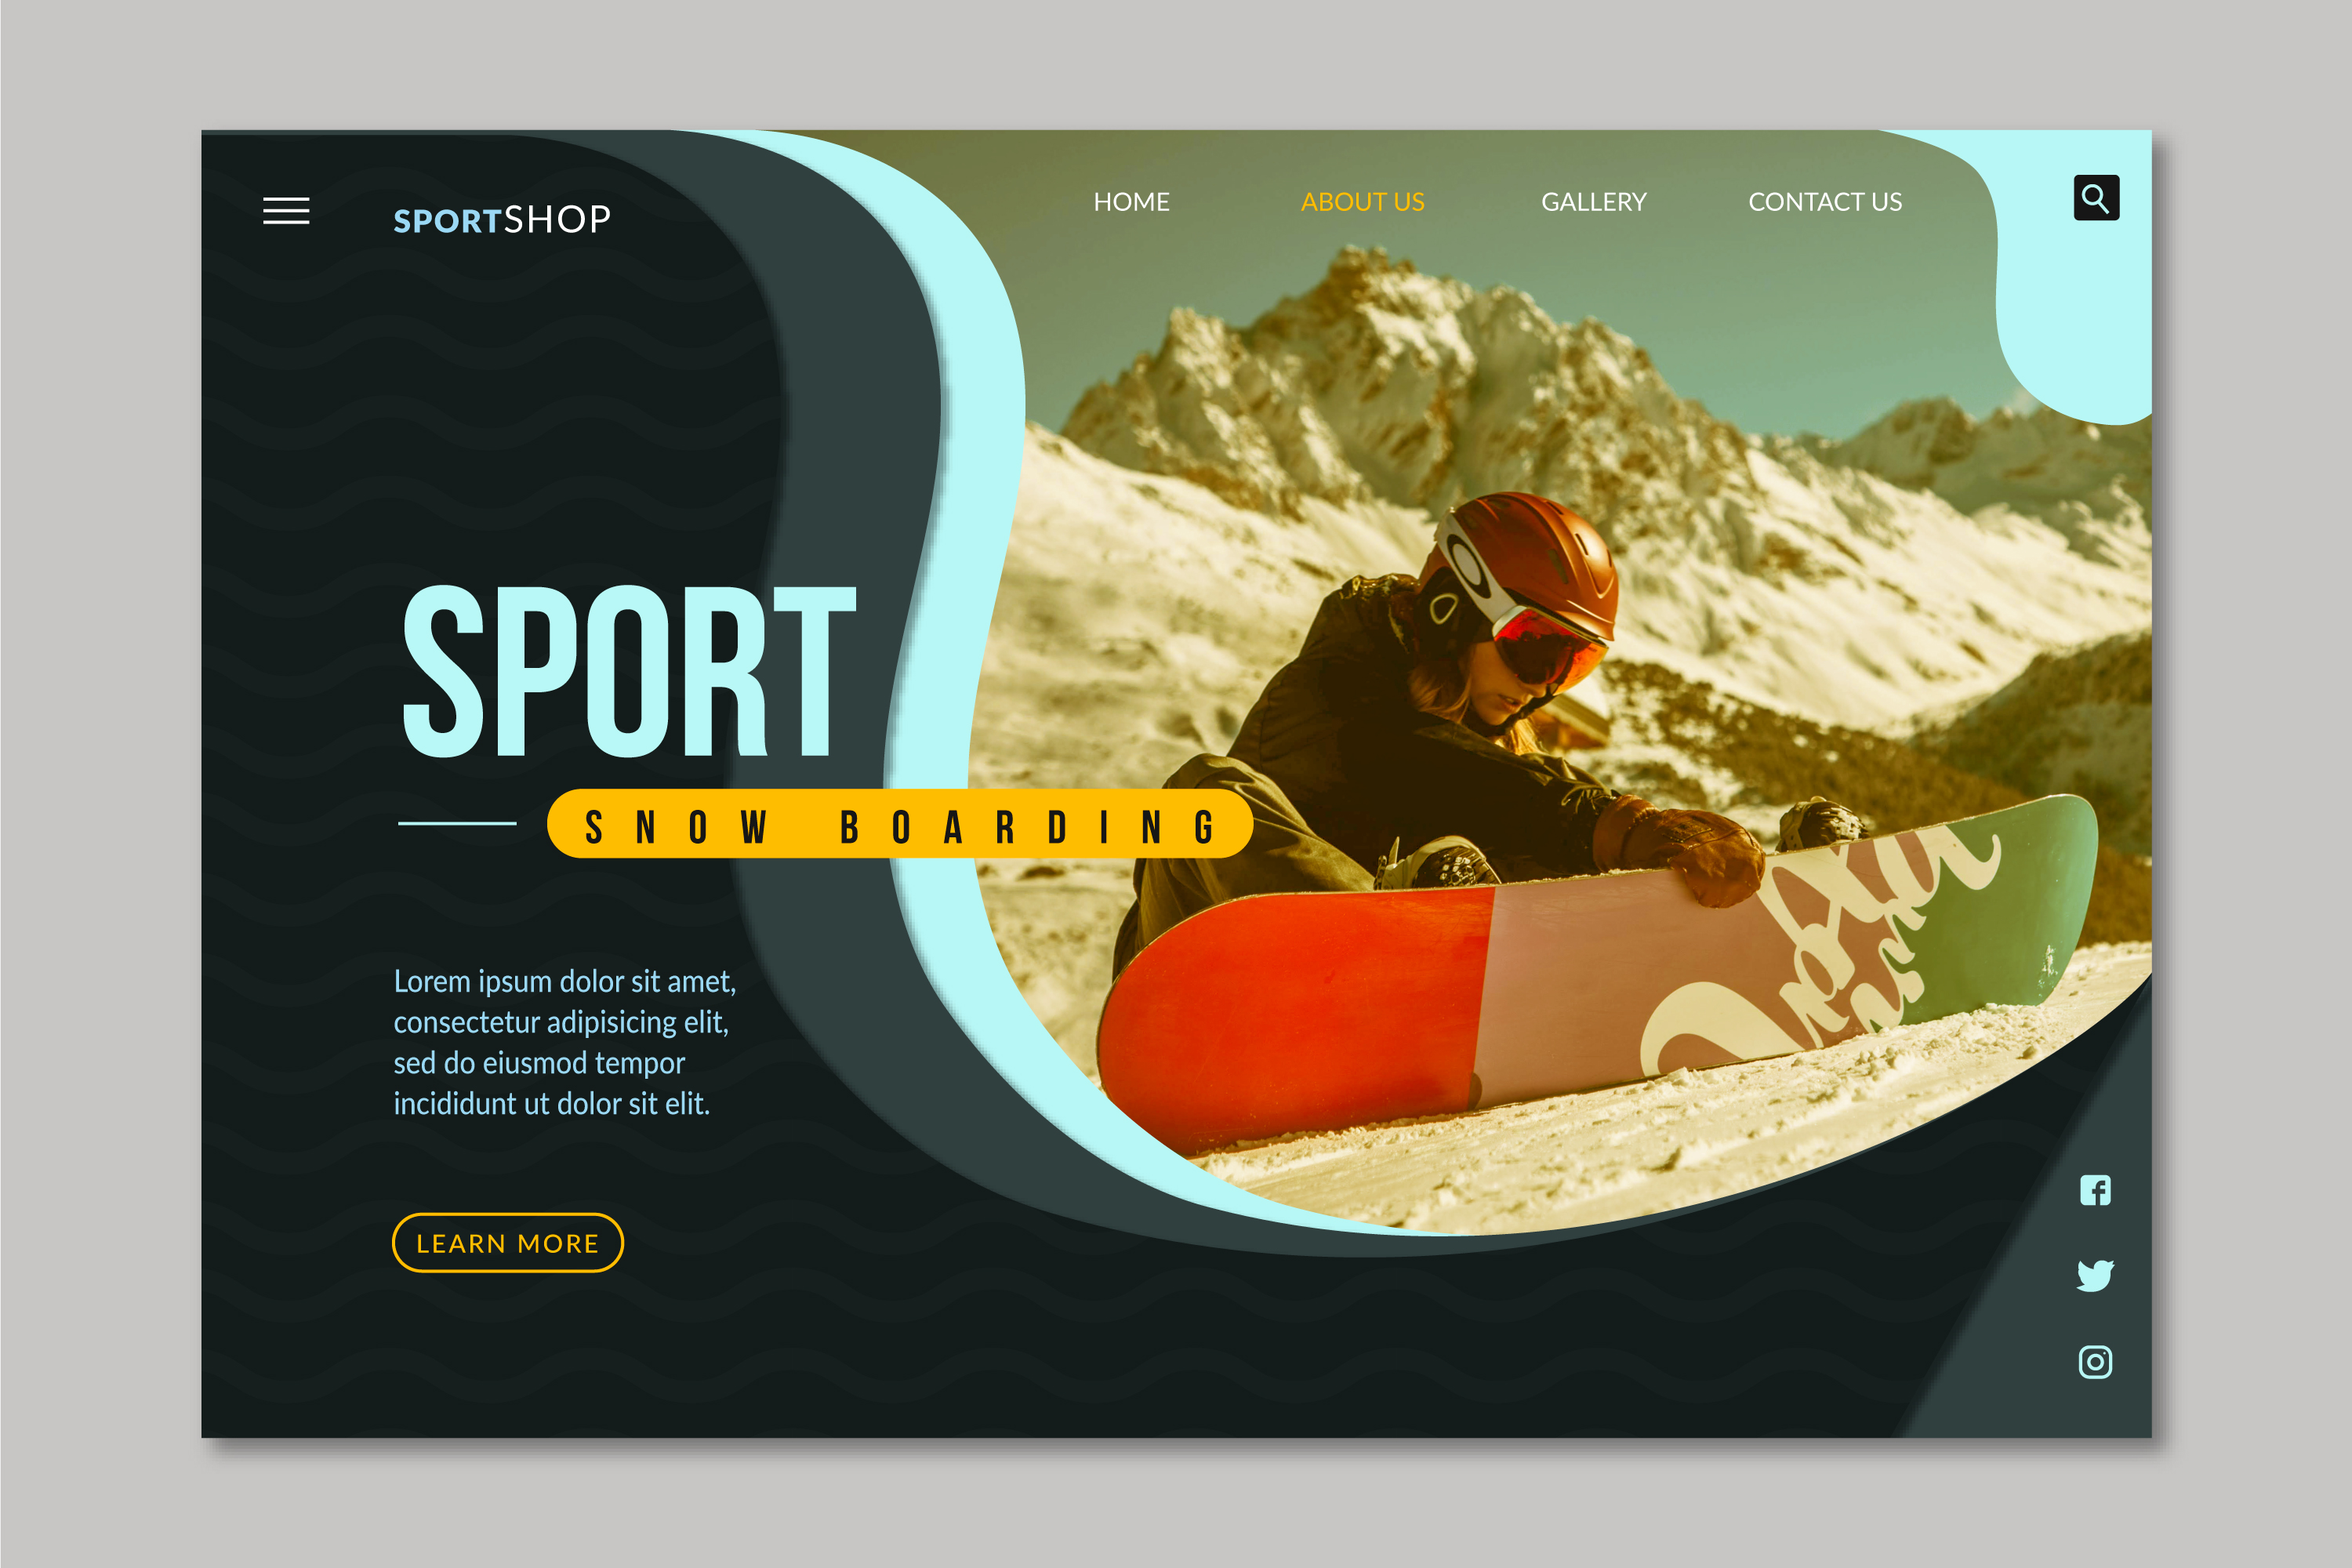 SPORTSHOP
HOME
ABOUT US
GALLERY
CONTACT US
SPORT
SNOW BOARDING
Lorem ipsum dolor sit amet,
consectetur adipisicing elit,
sed do eiusmod tempor
incididunt ut dolor sit elit.
LEARN MORE